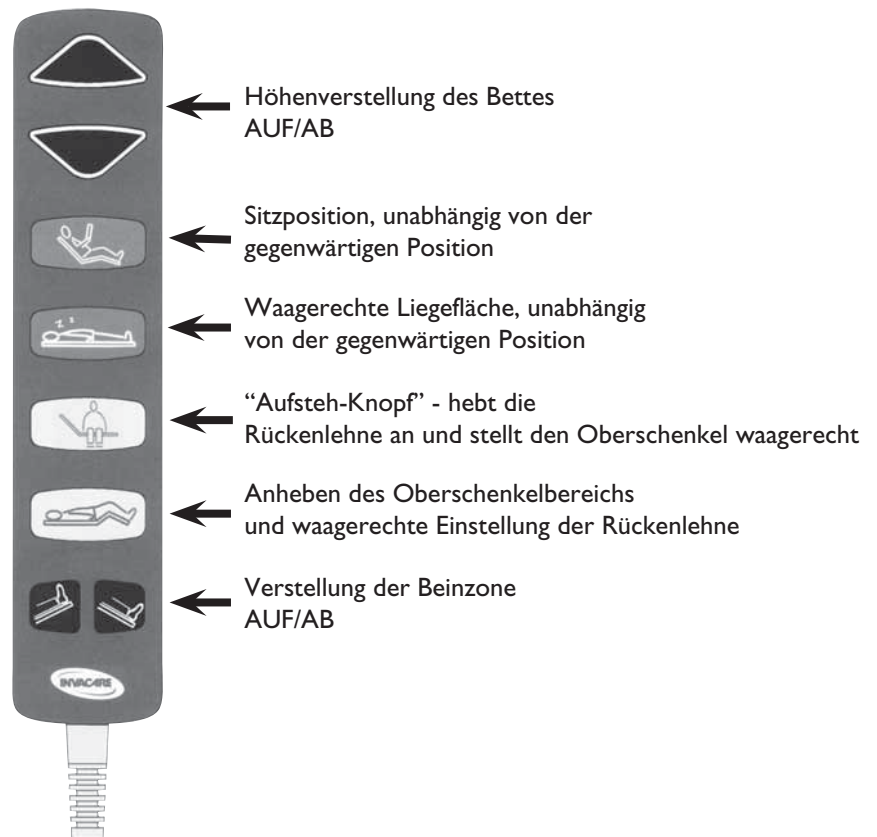 Höhenverstellung des Bettes
AUF/AB
Sitzposition, unabhängig von der
gegenwärtigen Position
z z
Waagerechte Liegefläche, unabhängig
von der gegenwärtigen Position
“Aufsteh-Knopf” - hebt die
Rückenlehne an und stellt den Oberschenkel waagerecht
Anheben des Oberschenkelbereichs
und waagerechte Einstellung der Rückenlehne
Verstellung der Beinzone
AUF/AB
INVACARE